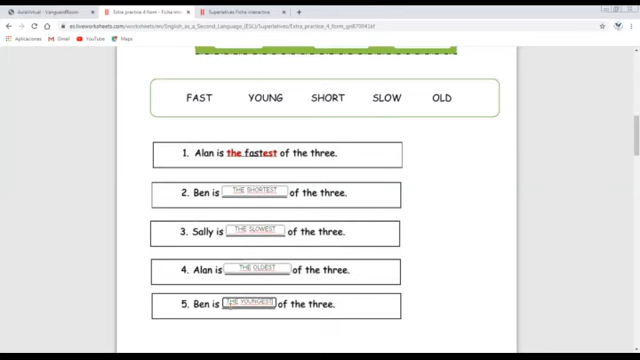 AulaVirtual - VanguardRoom
Extra practice 4 form - Ficha int
Superlatives Ficha interactiva
es.liveworksheets.com/worksheets/en/English_as_a_Second_Language_(ESL)/Superlatives/Extra_practice_4_form_gx870041xf
Aplicaciones Gmail YouTube Maps
FAST YOUNG SHORT SLOW OLD
1. Alan is the fastest of the three.
2. Ben is THE SHORTEST of the three.
3. Sally is THE SLOWEST of the three.
4. Alan is THE OLDEST of the three.
5. Ben is THE YOUNGEST of the three.